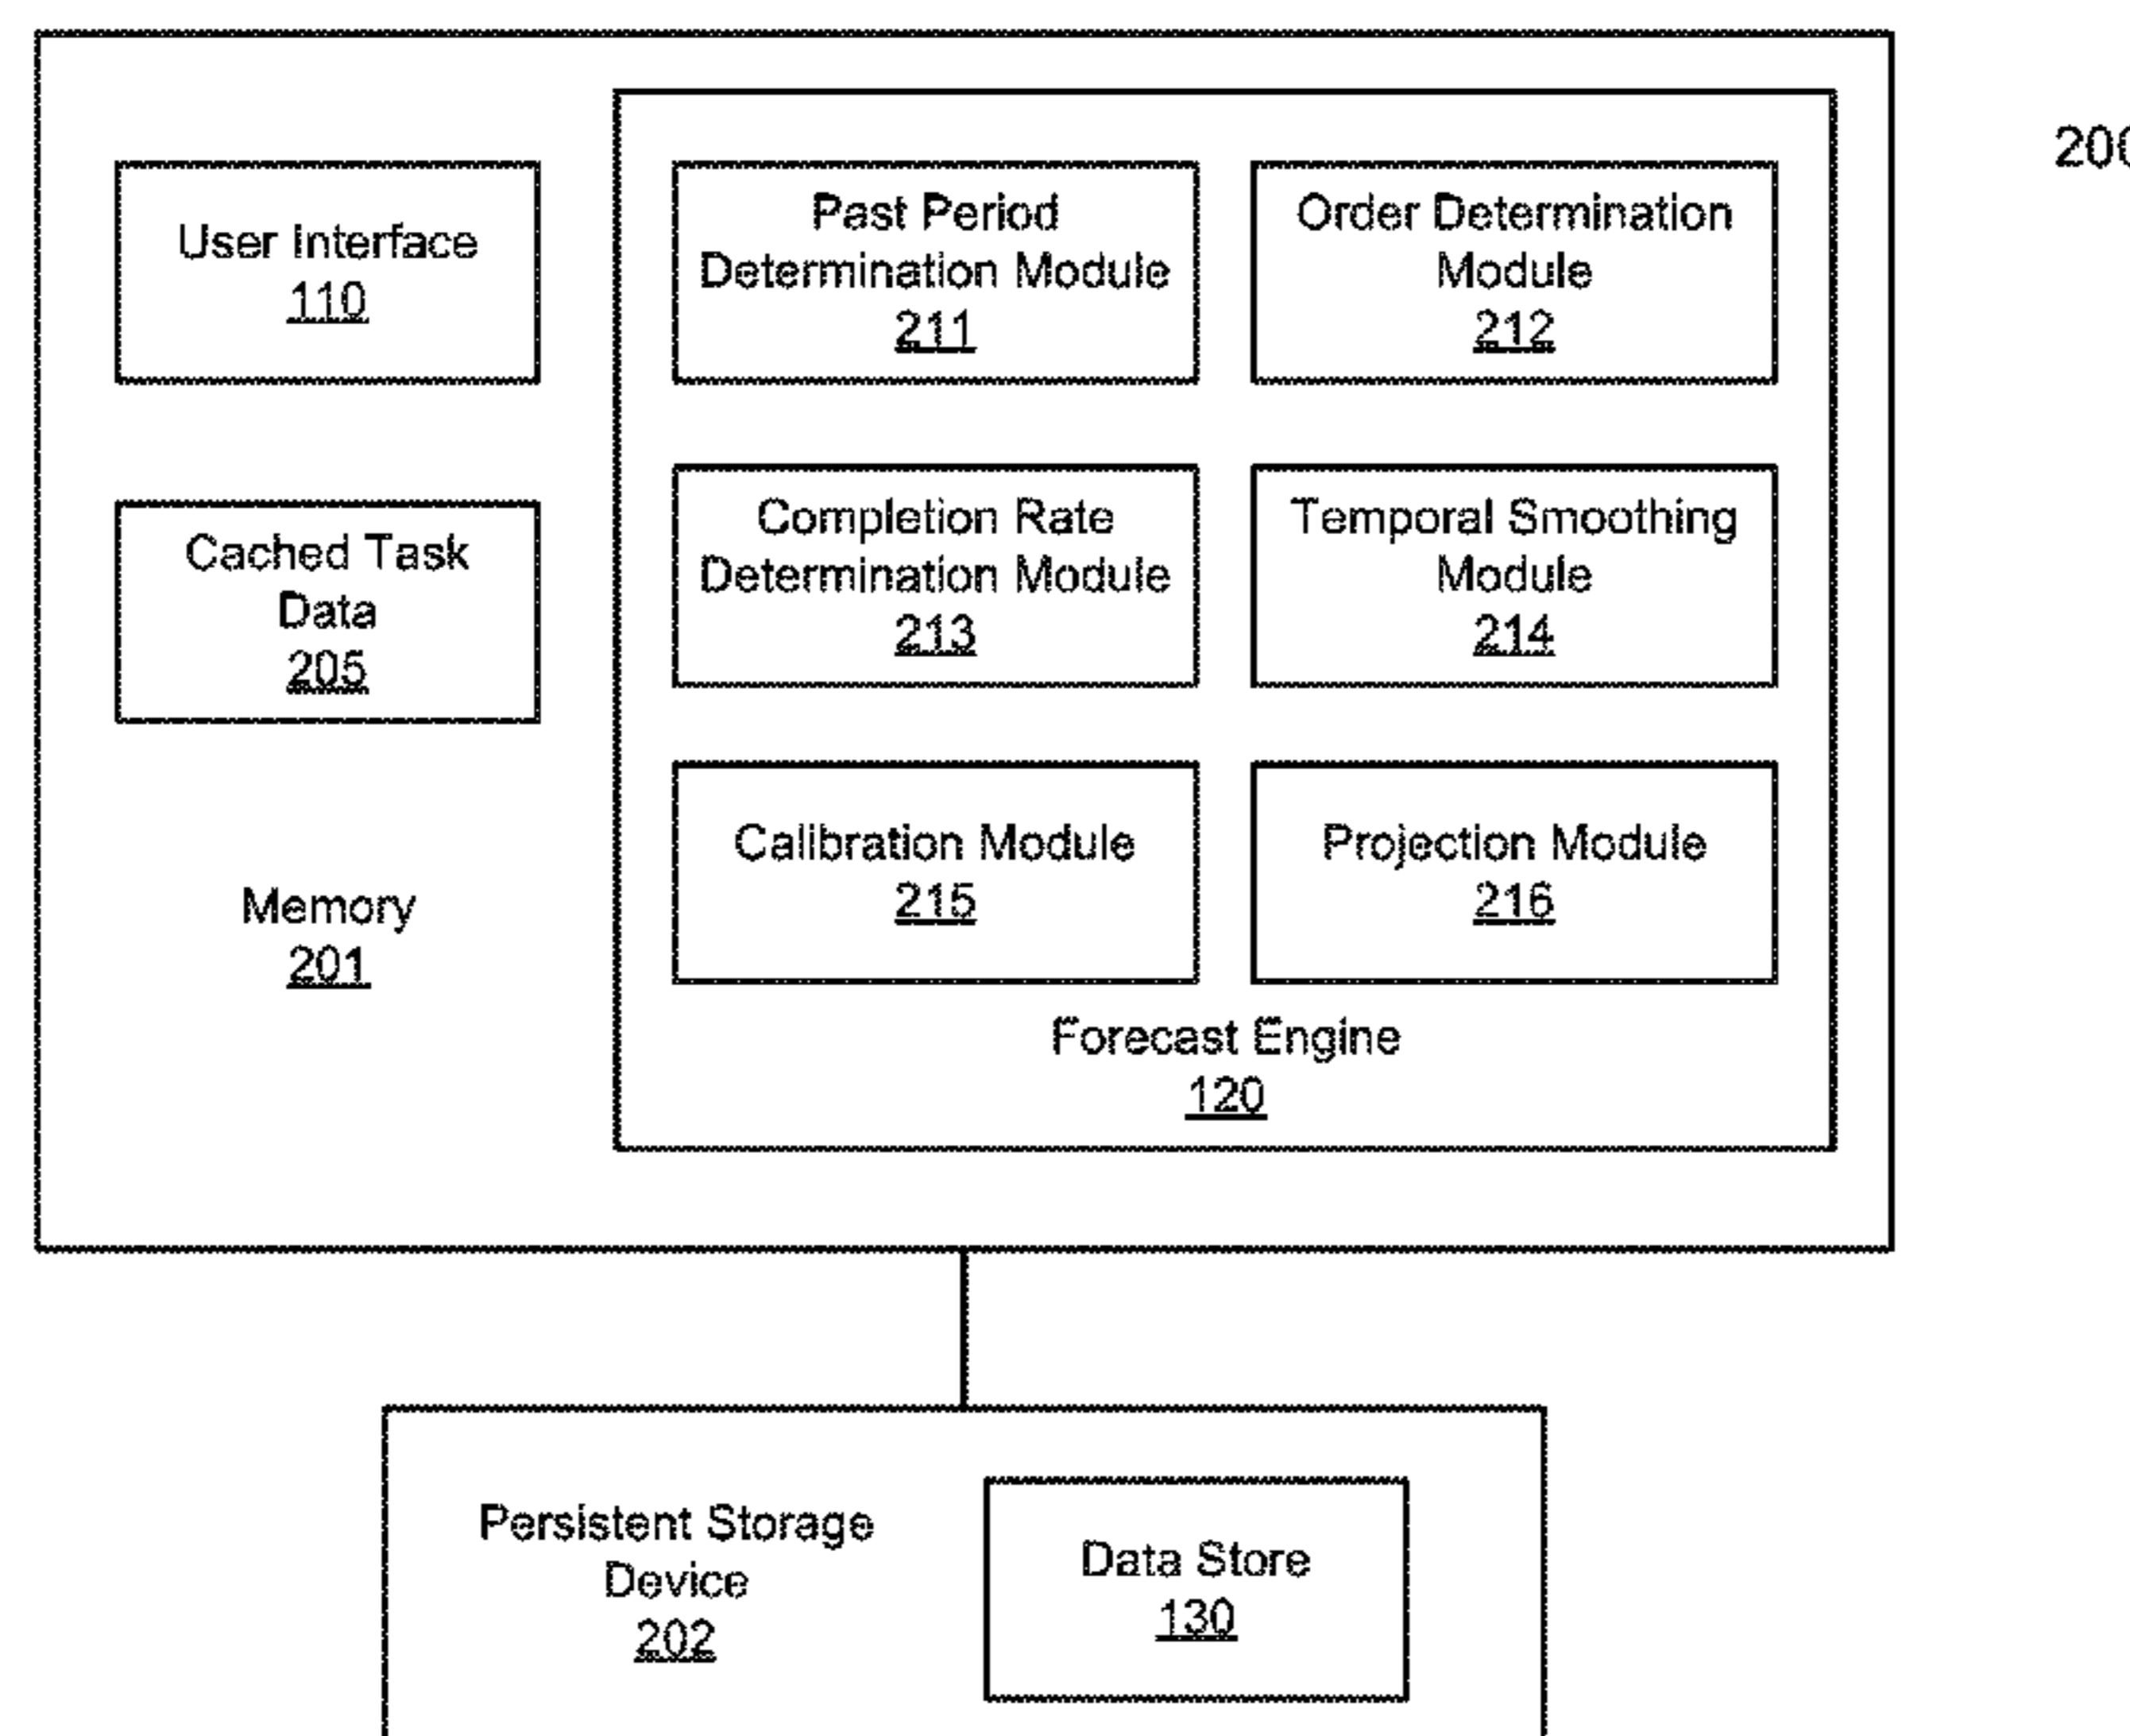 User Interface
110
Cached Task
Data
205
Memory
201
Past Period
Determination Module
211
Order Determination
Module
212
Completion Rate
Determination Module
213
Temporal Smoothing
Module
214
Calibration Module
215
Projection Module
216
Forecast Engine
120
200
Persistent Storage
Device
202
Data Store
130